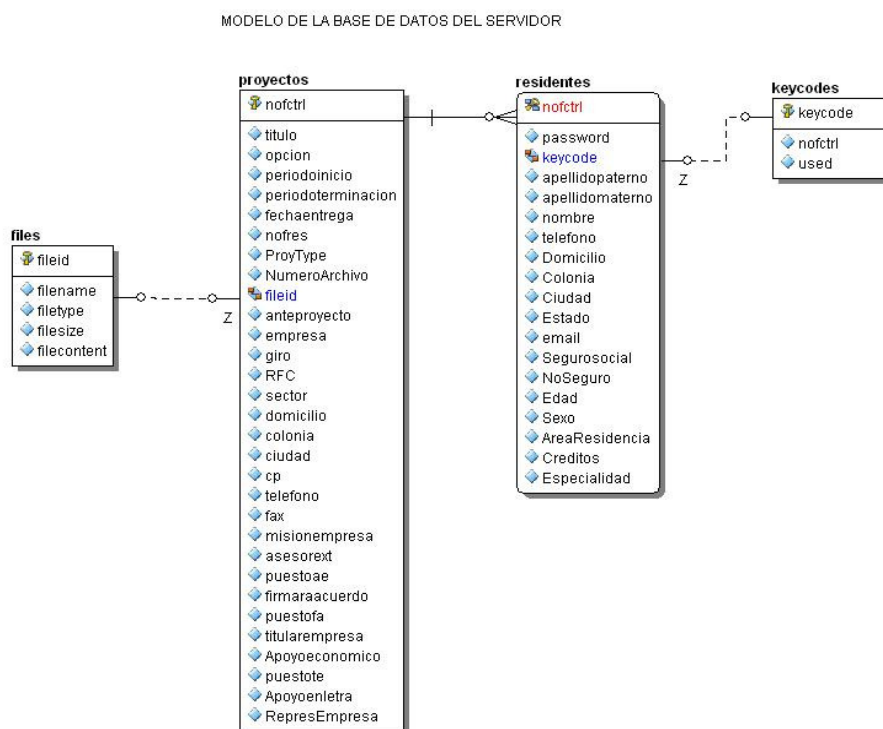 MODELO DE LA BASE DE DATOS DEL SERVIDOR
proyectos
nofctrl
titulo
opcion
periodoinicio
periodoterminacion
fechaentrega
nofres
ProyType
NumeroArchivo
fileid
anteproyecto
empresa
giro
RFC
sector
domicilio
colonia
ciudad
cp
telefono
fax
misionempresa
asesorext
puestoae
firmaraacuerdo
puestofa
titularempresa
Apoyoeconomico
puestote
Apoyoenletra
RepresEmpresa
residentes
nofctrl
password
keycode
apellidopaterno
apellidomaterno
nombre
telefono
Domicilio
Colonia
Ciudad
Estado
email
Segurosocial
NoSeguro
Edad
Sexo
AreaResidencia
Creditos
Especialidad
keycodes
keycode
nofctrl
used
Z
files
fileid
filename
filetype
filesize
filecontent
Z